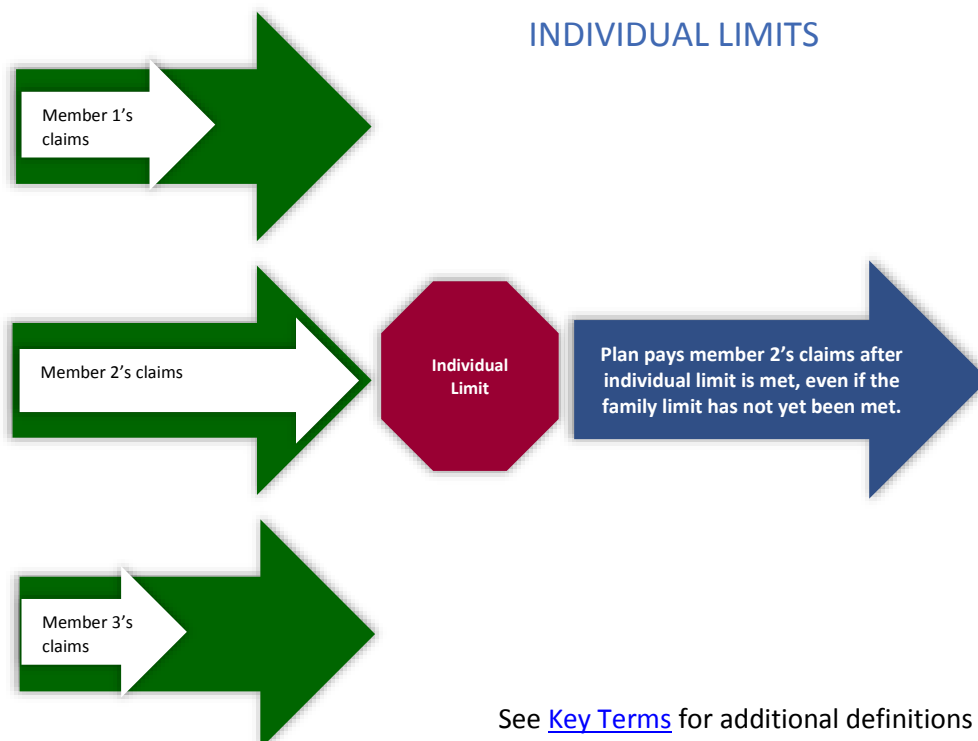 INDIVIDUAL LIMITS
Member 1’s
claims
Member 2’s claims
Individual
Limit
Plan pays member 2’s claims after
individual limit is met, even if the
family limit has not yet been met.
Member 3’s
claims
See Key Terms for additional definitions